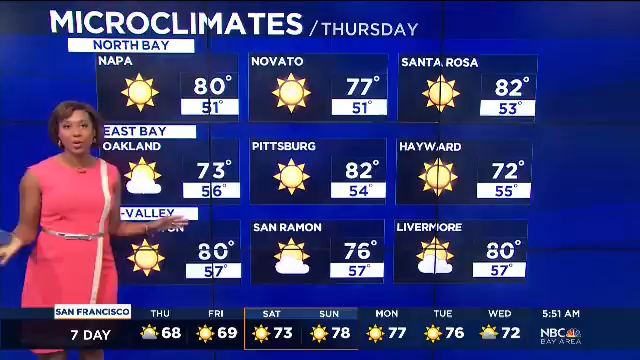 MICROCLIMATES / THURSDAY
NORTH BAY
NAPA 80° 51°
NOVATO 77° 51°
SANTA ROSA 82° 53°
EAST BAY
OAKLAND 73° 56°
PITTSBURG 82° 54°
HAYWARD 72° 55°
-VALLEY
80° 57°
SAN RAMON 76° 57°
LIVERMORE 80° 57°
SAN FRANCISCO THU FRI SAT SUN MON TUE WED 5:51 AM
7 DAY 68 69 73 78 77 76 72 NBC
BAY AREA